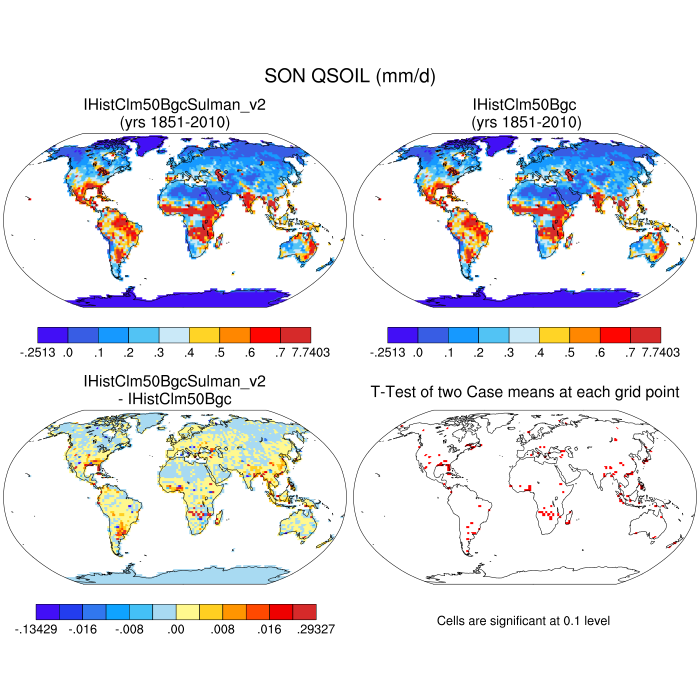 SON QSOIL (mm/d)
IHistClm50BgcSulman_v2
(yrs 1851-2010)
IHistClm50Bgc
(yrs 1851-2010)
-.2513 .0 .1 .2 .3 .4 .5 .6 .7 7.7403
-.2513 .0 .1 .2 .3 .4 .5 .6 .7 7.7403
IHistClm50BgcSulman_v2
- IHistClm50Bgc
T-Test of two Case means at each grid point
-.13429 -.016 -.008 .00 .008 .016 .29327
Cells are significant at 0.1 level